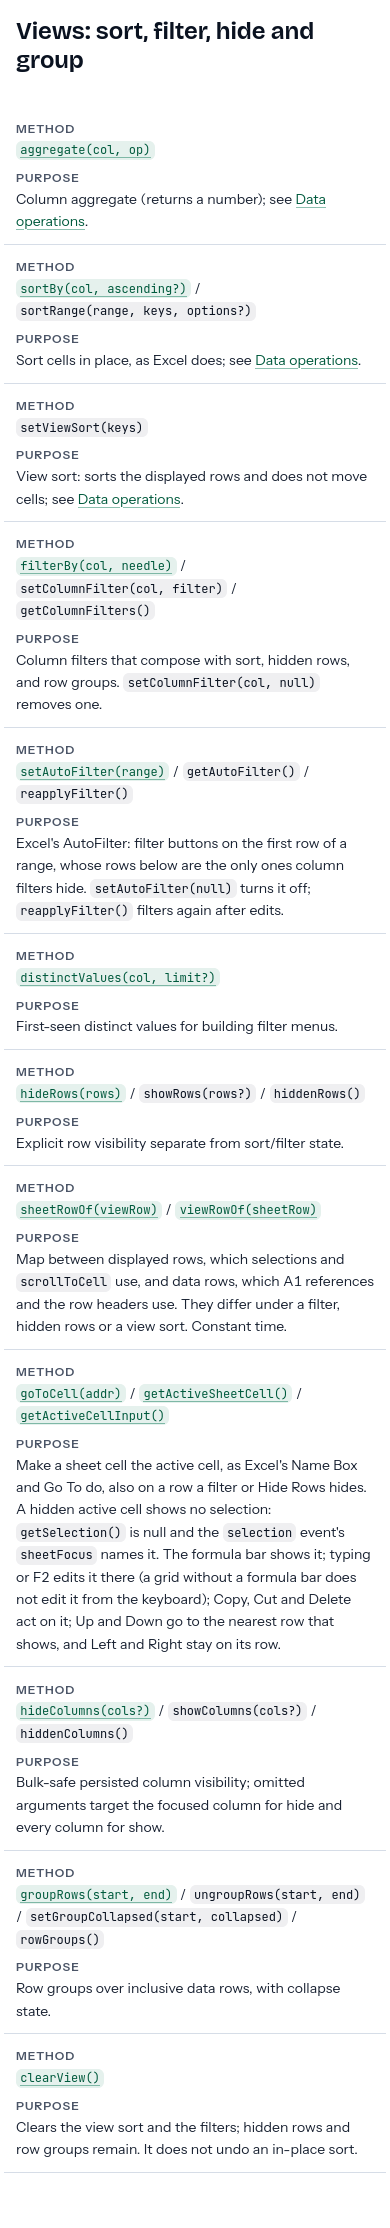 Views: sort, filter, hide and
group
METHOD
aggregate(col, op)
PURPOSE
Column aggregate (returns a number); see Data
operations.
METHOD
sortBy(col, ascending?) /
sortRange(range, keys, options?)
PURPOSE
Sort cells in place, as Excel does; see Data operations.
METHOD
setViewSort(keys)
PURPOSE
View sort: sorts the displayed rows and does not move
cells; see Data operations.
METHOD
filterBy(col, needle) /
setColumnFilter(col, filter) /
getColumnFilters()
PURPOSE
Column filters that compose with sort, hidden rows,
and row groups. setColumnFilter(col, null)
removes one.
METHOD
setAutoFilter(range) / getAutoFilter() /
reapplyFilter()
PURPOSE
Excel's AutoFilter: filter buttons on the first row of a
range, whose rows below are the only ones column
filters hide. setAutoFilter(null) turns it off;
reapplyFilter() filters again after edits.
METHOD
distinctValues(col, limit?)
PURPOSE
First-seen distinct values for building filter menus.
METHOD
hideRows(rows) / showRows(rows?) / hiddenRows()
PURPOSE
Explicit row visibility separate from sort/filter state.
METHOD
sheetRowOf(viewRow) / viewRowOf(sheetRow)
PURPOSE
Map between displayed rows, which selections and
scrollToCell use, and data rows, which A1 references
and the row headers use. They differ under a filter,
hidden rows or a view sort. Constant time.
METHOD
goToCell(addr) / getActiveSheetCell() /
getActiveCellInput()
PURPOSE
Make a sheet cell the active cell, as Excel's Name Box
and Go To do, also on a row a filter or Hide Rows hides.
A hidden active cell shows no selection:
getSelection() is null and the selection event's
sheetFocus names it. The formula bar shows it; typing
or F2 edits it there (a grid without a formula bar does
not edit it from the keyboard); Copy, Cut and Delete
act on it; Up and Down go to the nearest row that
shows, and Left and Right stay on its row.
METHOD
hideColumns(cols?) / showColumns(cols?) /
hiddenColumns()
PURPOSE
Bulk-safe persisted column visibility; omitted
arguments target the focused column for hide and
every column for show.
METHOD
groupRows(start, end) / ungroupRows(start, end)
/ setGroupCollapsed(start, collapsed) /
rowGroups()
PURPOSE
Row groups over inclusive data rows, with collapse
state.
METHOD
clearView()
PURPOSE
Clears the view sort and the filters; hidden rows and
row groups remain. It does not undo an in-place sort.